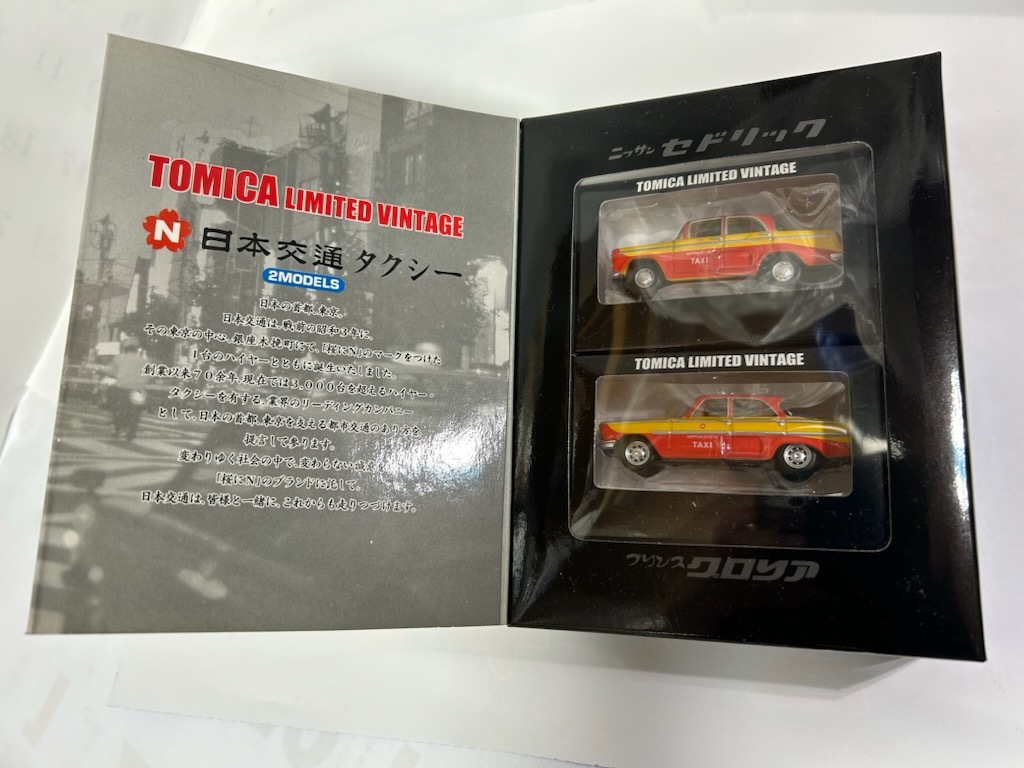 TOMICA LIMITED VINTAGE
N 日本交通タクシー
2MODELS
日本の首都、東京。
日本交通は、戦前の昭和3年に、
その東京の中心、銀座木挽町にて、「桜にN」のマークをつけた
1台のハイヤーとともに誕生いたしました。
創業以来70余年、現在では3,000台を超えるハイヤー・
タクシーを有する、業界のリーディングカンパニー
として、日本の首都、東京を支える都市交通のあり方を
提言して参ります。
変わりゆく社会の中で、変わらない
「桜にN」のブランドに託して。
日本交通は、皆様と一緒に、これからも走りつづけます。
ニッサン セドリック
TOMICA LIMITED VINTAGE
TAXI
TOMICA LIMITED VINTAGE
TAXI
プリンス グロリア